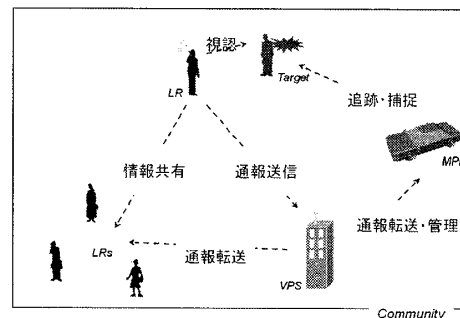 視認
LR
Target
追跡・捕捉
情報共有
通報送信
通報転送・管理
LRs
通報転送
VPS
Community